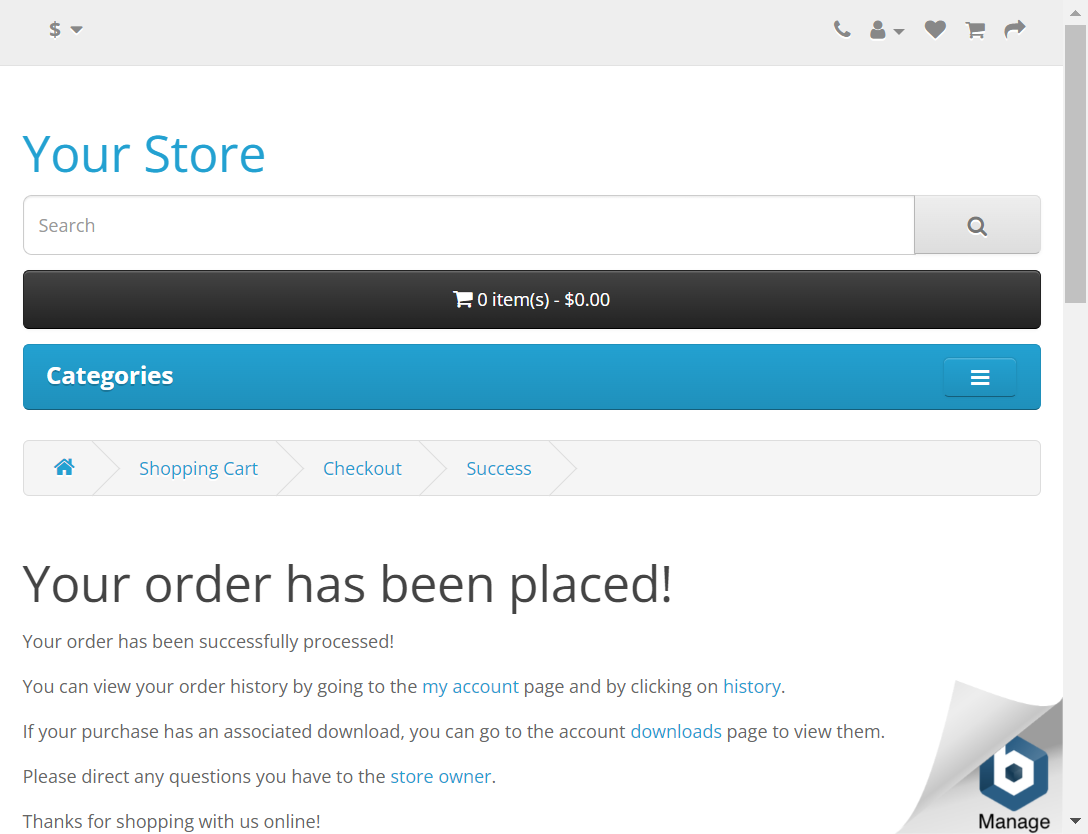 $
Your Store
Search
0 item(s) - $0.00
Categories
Shopping Cart
Checkout
Success
Your order has been placed!
Your order has been successfully processed!
You can view your order history by going to the my account page and by clicking on history.
If your purchase has an associated download, you can go to the account downloads page to view them.
Please direct any questions you have to the store owner.
Thanks for shopping with us online!
Manage